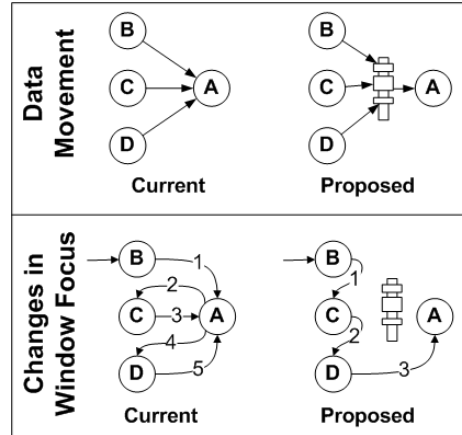 Data
Movement
B
C
D
A
Current
B
C
D
A
Proposed
Changes in
Window Focus
B
1
2
C
3
A
4
D
5
Current
B
1
C
2
D
3
A
Proposed